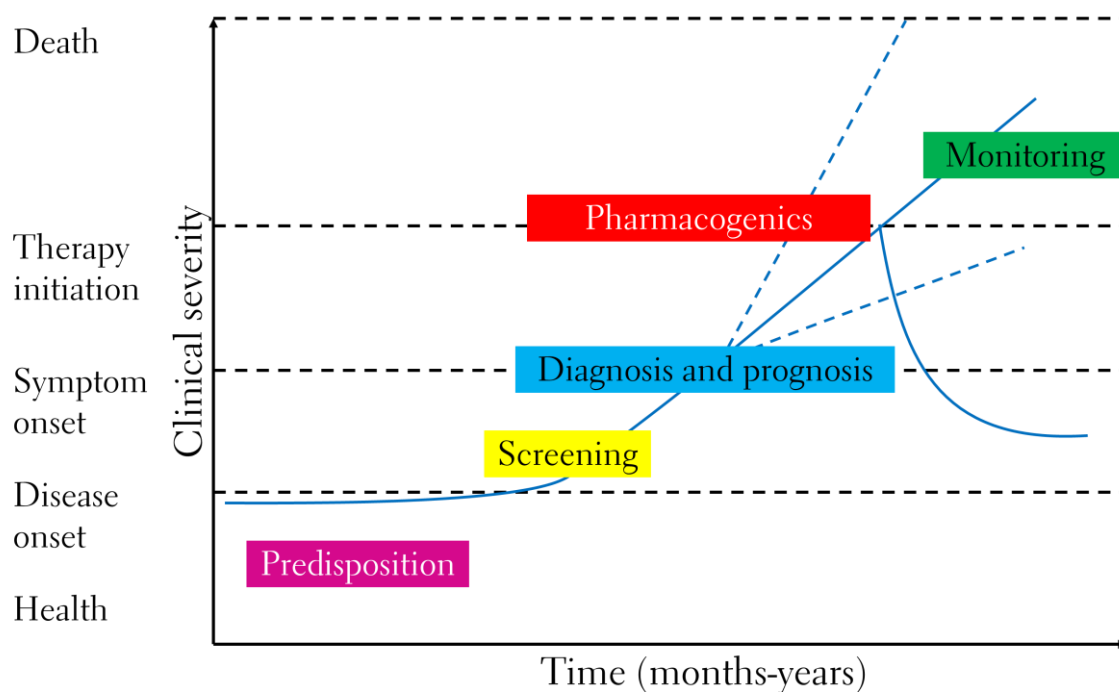 Death
Therapy
initiation
Symptom
onset
Disease
onset
Health
Clinical severity
Monitoring
Pharmacogenics
Diagnosis and prognosis
Screening
Predisposition
Time (months-years)